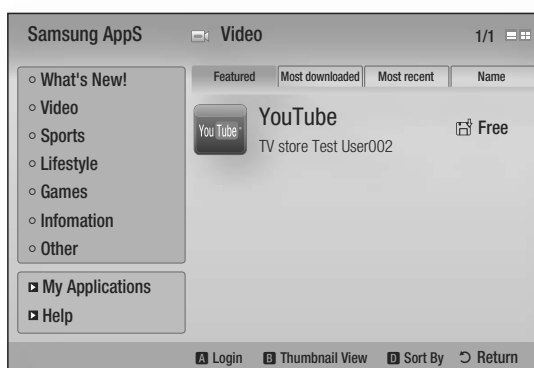 Samsung AppS
Video
1/1
What's New!
Video
Sports
Lifestyle
Games
Infomation
Other
My Applications
Help
Featured
Most downloaded
Most recent
Name
You Tube
YouTube
TV store Test User002
Free
A Login
B Thumbnail View
D Sort By
Return